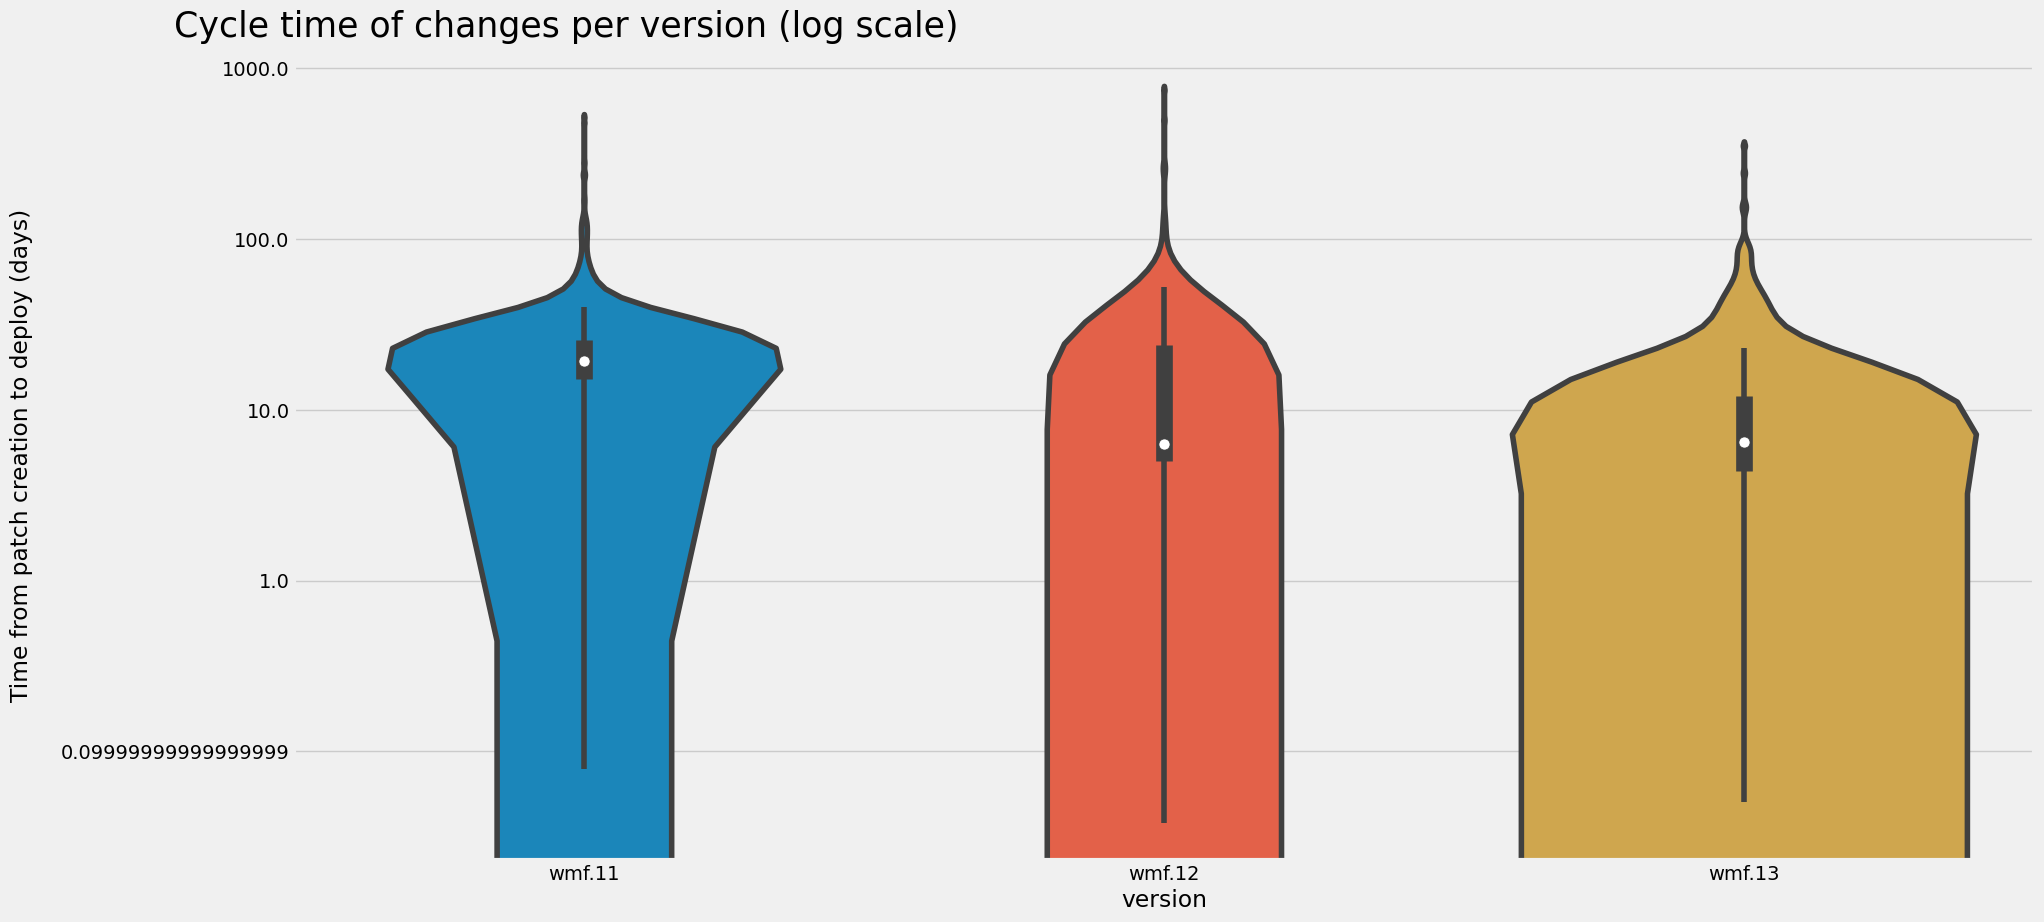 Cycle time of changes per version (log scale)
Time from patch creation to deploy (days)
1000.0
100.0
10.0
1.0
0.09999999999999999
wmf.11
wmf.12
wmf.13
version